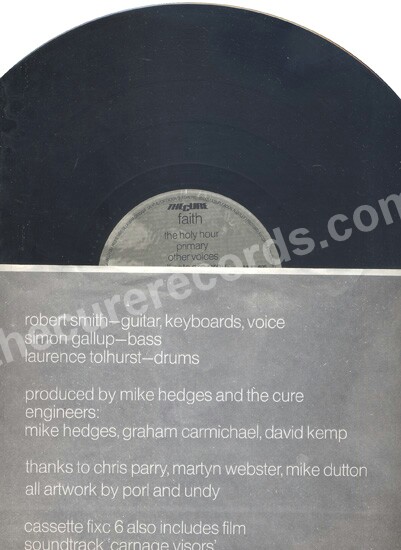 THE CURE
faith
the holy hour
primary
other voices
thecurerecords.com
robert smith—guitar, keyboards, voice
simon gallup—bass
laurence tolhurst—drums
produced by mike hedges and the cure
engineers:
mike hedges, graham carmichael, david kemp
thanks to chris parry, martyn webster, mike dutton
all artwork by porl and undy
cassette fixc 6 also includes film
soundtrack 'carnage visors'